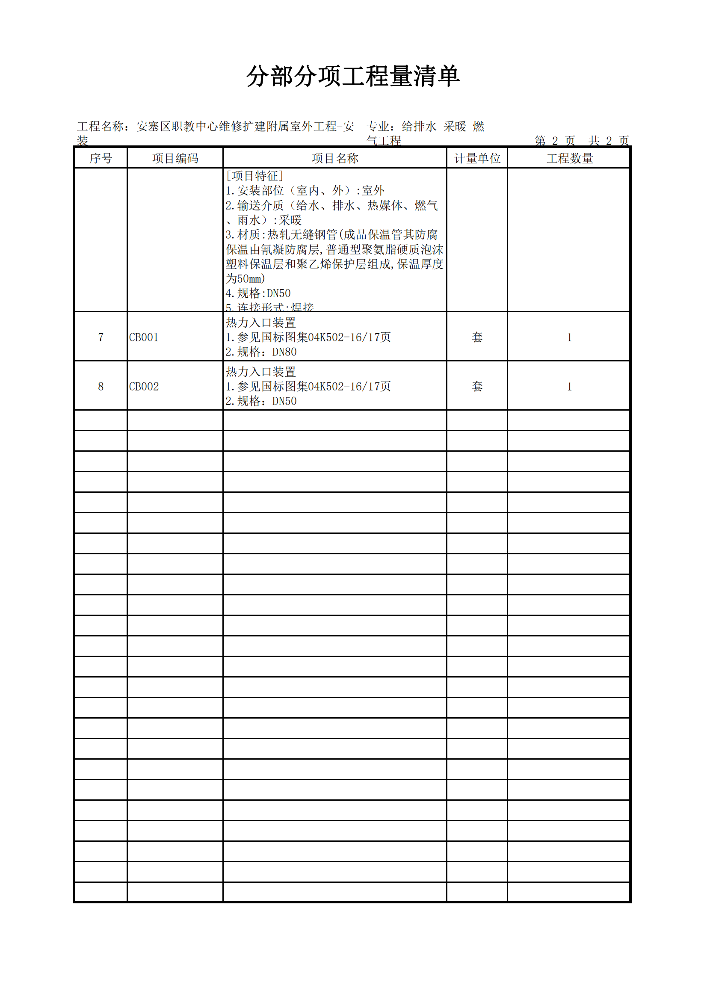 分部分项工程量清单
工程名称：安塞区职教中心维修扩建附属室外工程-安装
专业：给排水 采暖 燃气工程
第 2 页 共 2 页
序号 项目编码 项目名称 计量单位 工程数量
[项目特征]
1.安装部位（室内、外）:室外
2.输送介质（给水、排水、热媒体、燃气
、雨水）:采暖
3.材质:热轧无缝钢管(成品保温管其防腐
保温由氰凝防腐层,普通型聚氨脂硬质泡沫
塑料保温层和聚乙烯保护层组成,保温厚度
为50mm)
4.规格:DN50
5.连接形式:焊接
热力入口装置
7 CB001 1.参见国标图集04K502-16/17页 套 1
2.规格：DN80
热力入口装置
8 CB002 1.参见国标图集04K502-16/17页 套 1
2.规格：DN50